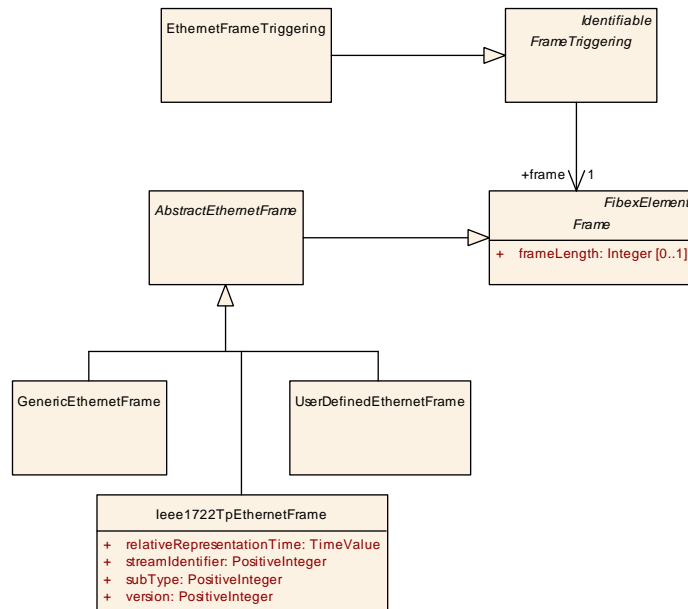 EthernetFrameTriggering
Identifiable
FrameTriggering
+frame 1
AbstractEthernetFrame
FibexElement
Frame
+ frameLength: Integer [0..1]
GenericEthernetFrame
UserDefinedEthernetFrame
Ieee1722TpEthernetFrame
+ relativeRepresentationTime: TimeValue
+ streamIdentifier: PositiveInteger
+ subType: PositiveInteger
+ version: PositiveInteger